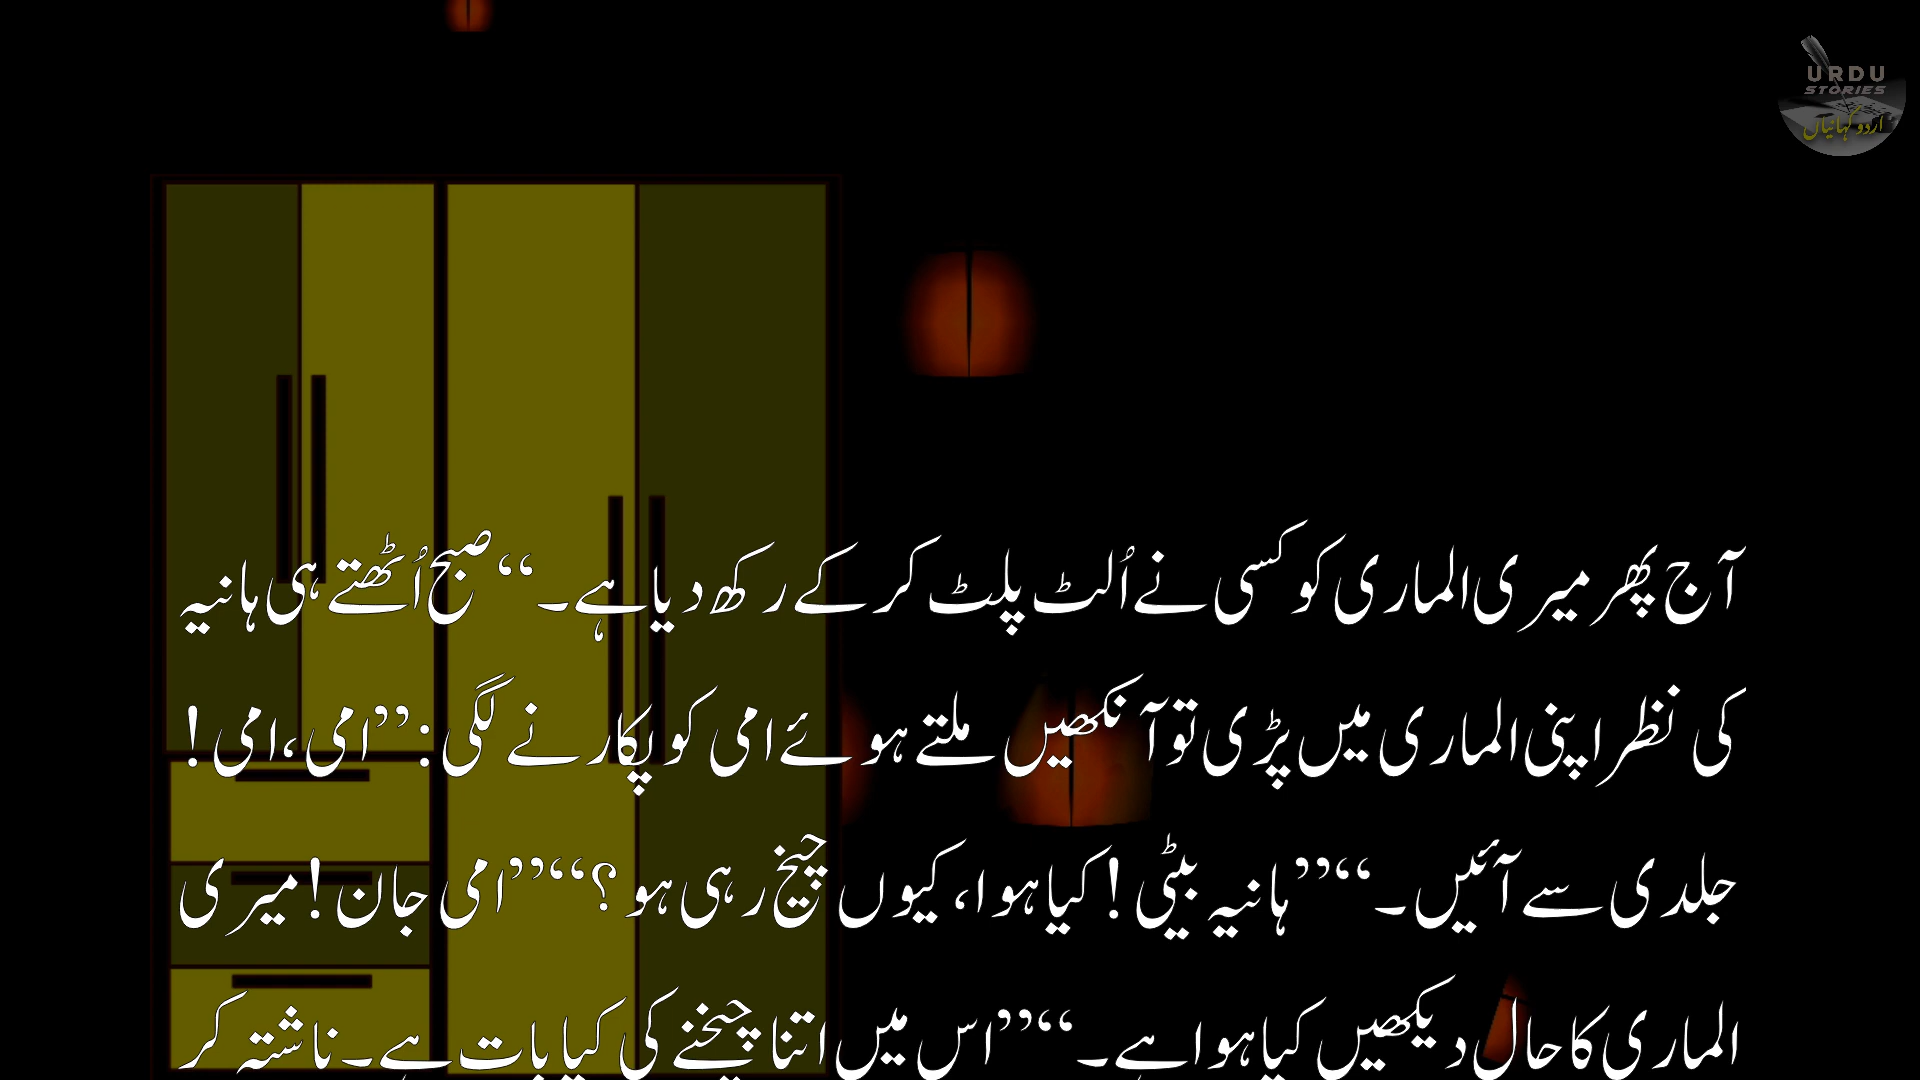 URDU
STORIES
اردو کہانیاں
آج پھر میری الماری کو کسی نے اُلٹ پلٹ کر کے رکھ دیا ہے۔‘‘صبح اُٹھتے ہی ہانیہ
کی نظر اپنی الماری میں پڑی تو آنکھیں ملتے ہوئے امی کو پکارنے لگی:’’امی،امی!
جلدی سے آئیں۔‘‘’’ہانیہ بیٹی!کیا ہوا،کیوں چیخ رہی ہو؟‘‘’’امی جان!میری
الماری کا حال دیکھیں کیا ہوا ہے۔‘‘’’اس میں اتنا چیخنے کی کیا بات ہے۔ناشتہ کر